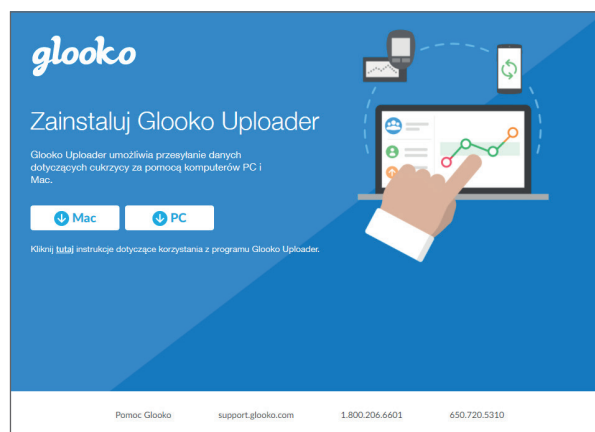 glooko
Zainstaluj Glooko Uploader
Glooko Uploader umożliwia przesyłanie danych
dotyczących cukrzycy za pomocą komputerów PC i
Mac.
Mac PC
Kliknij tutaj instrukcje dotyczące korzystania z programu Glooko Uploader.
Pomoc Glooko support.glooko.com 1.800.206.6601 650.720.5310